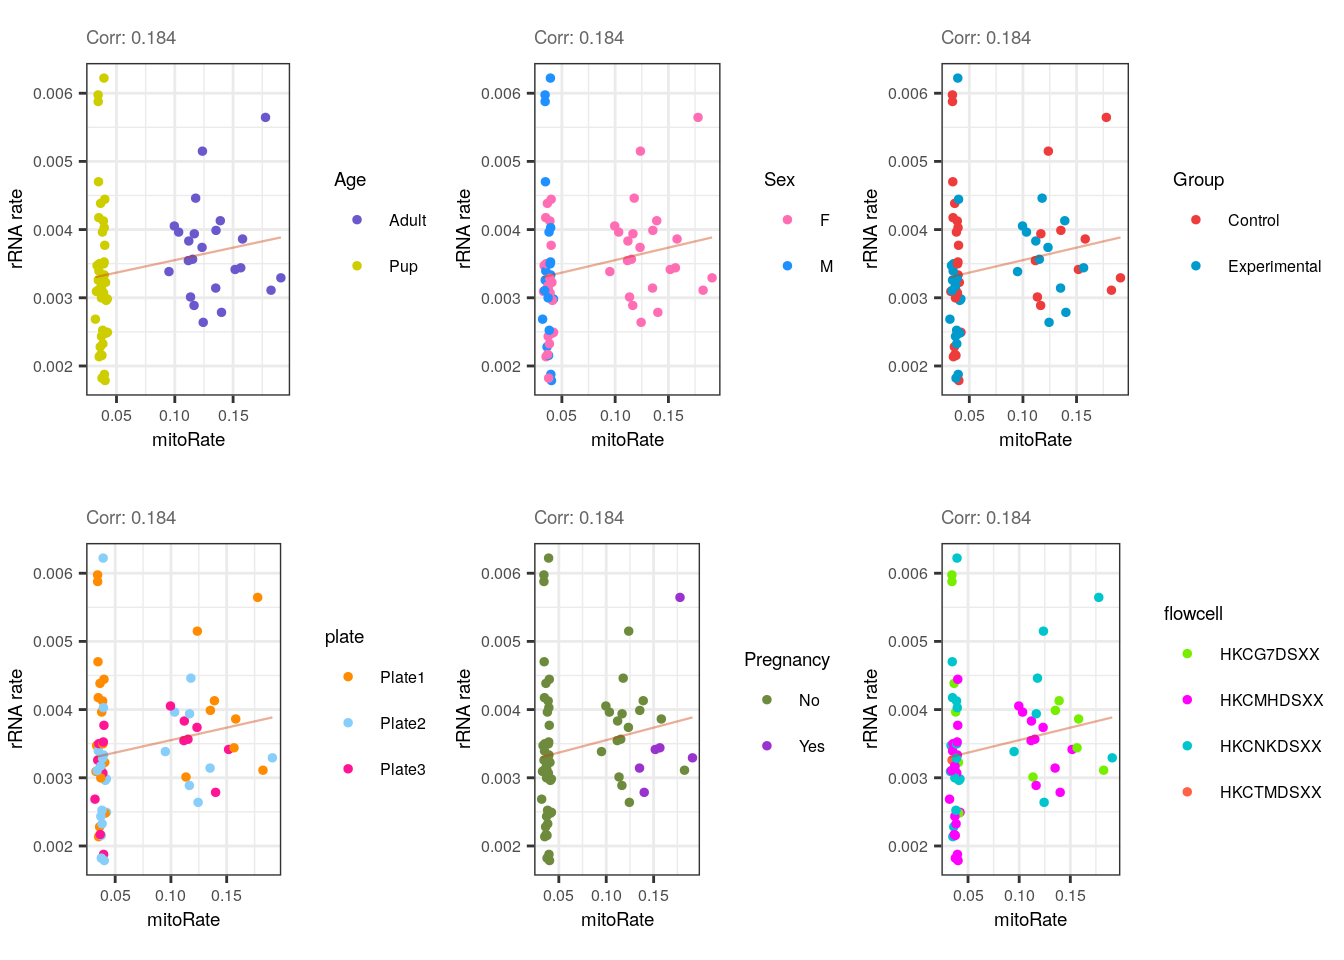 Corr: 0.184
rRNA rate
0.006
0.005
0.004
0.003
0.002
0.05 0.10 0.15
mitoRate
Age
Adult
Pup
Corr: 0.184
rRNA rate
0.006
0.005
0.004
0.003
0.002
0.05 0.10 0.15
mitoRate
Sex
F
M
Corr: 0.184
rRNA rate
0.006
0.005
0.004
0.003
0.002
0.05 0.10 0.15
mitoRate
Group
Control
Experimental
Corr: 0.184
rRNA rate
0.006
0.005
0.004
0.003
0.002
0.05 0.10 0.15
mitoRate
plate
Plate1
Plate2
Plate3
Corr: 0.184
rRNA rate
0.006
0.005
0.004
0.003
0.002
0.05 0.10 0.15
mitoRate
Pregnancy
No
Yes
Corr: 0.184
rRNA rate
0.006
0.005
0.004
0.003
0.002
0.05 0.10 0.15
mitoRate
flowcell
HKCG7DSXX
HKCMHDSXX
HKCNKDSXX
HKCTMDSXX